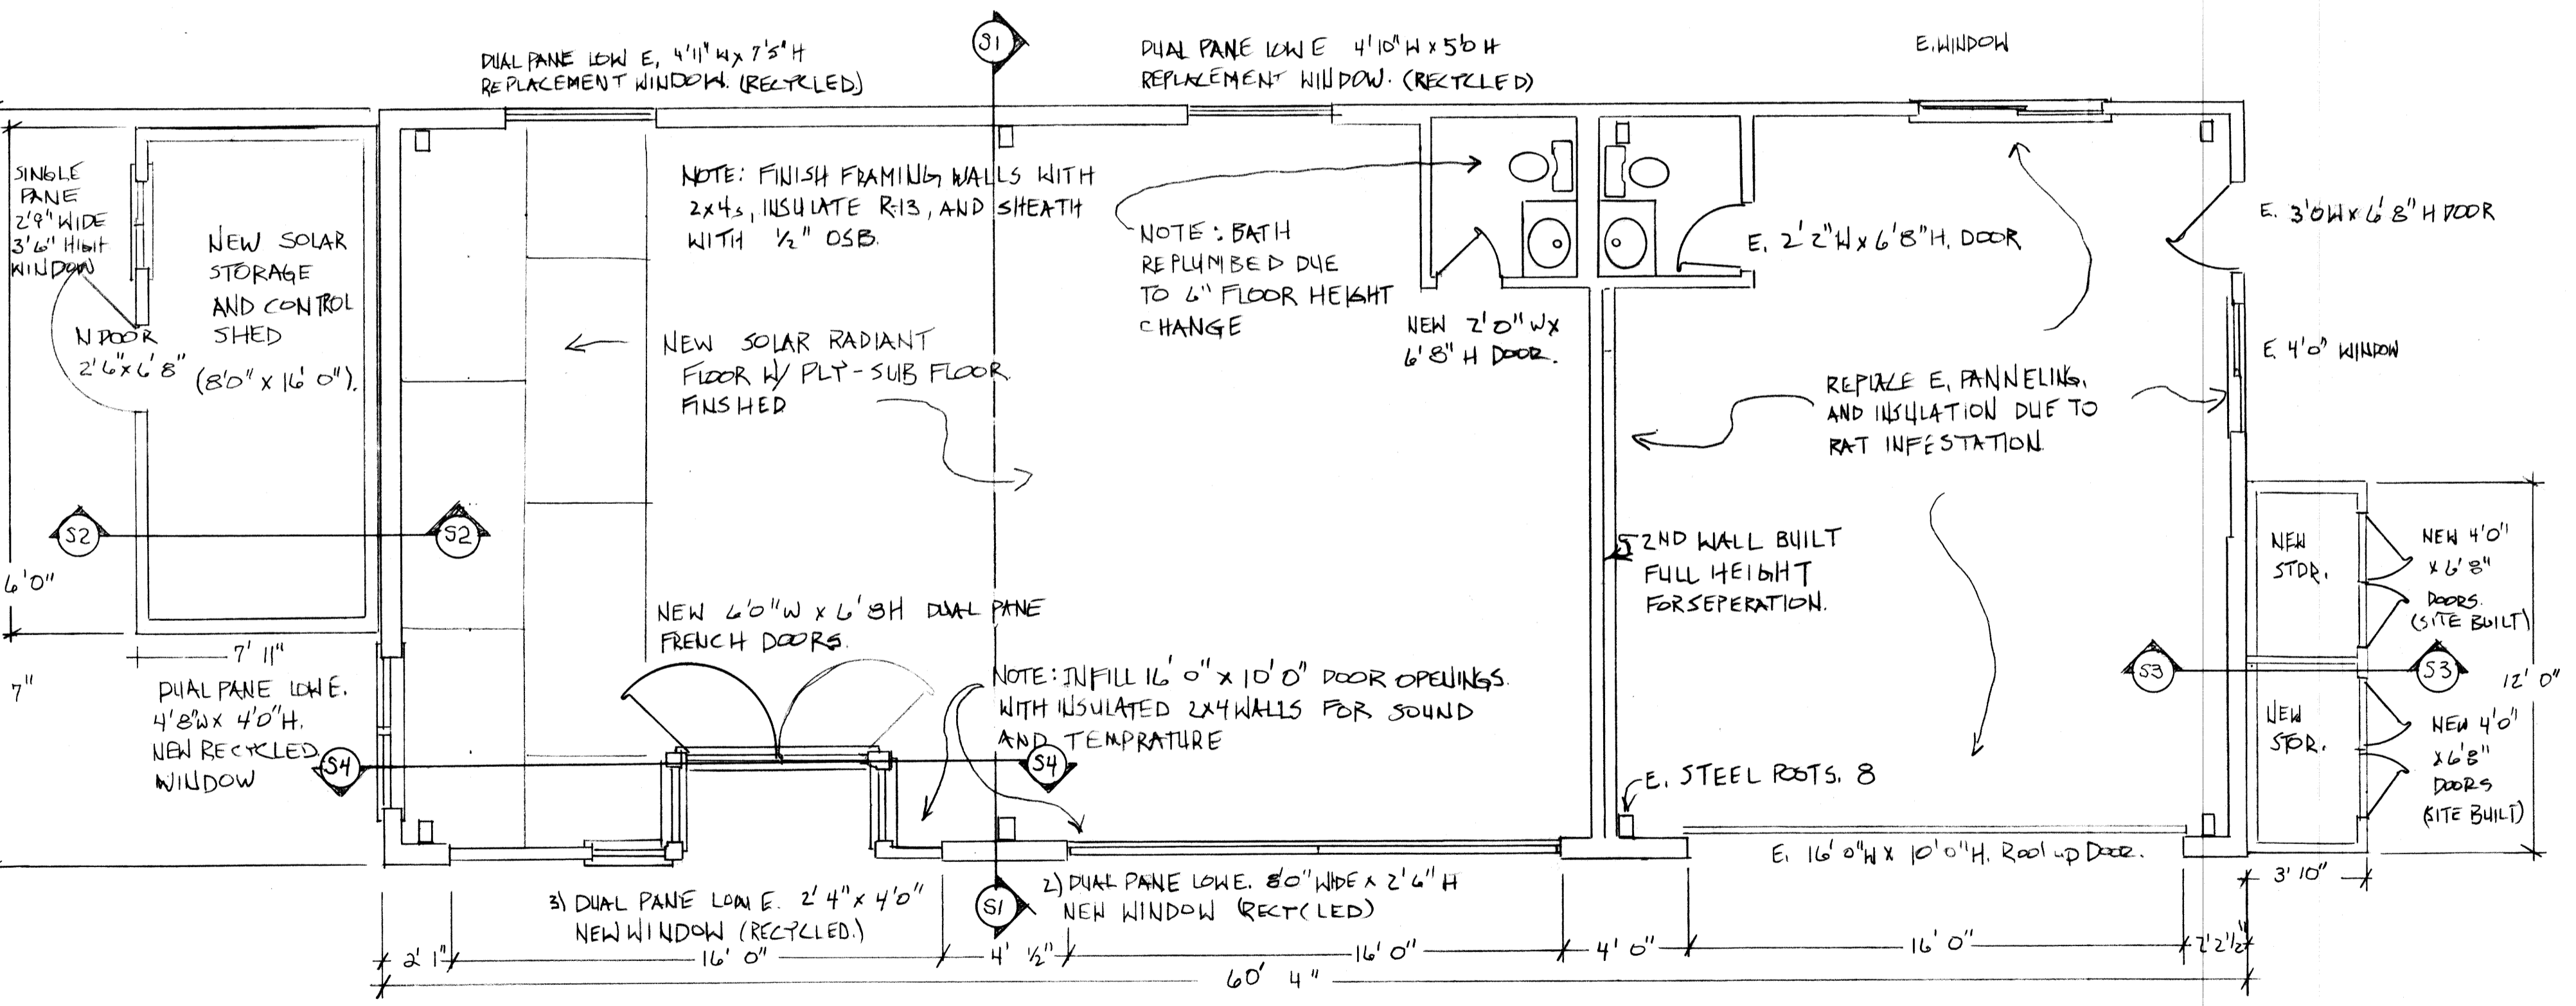 S1
DUAL PANE LOW E, 4'11" W x 7'5" H
REPLACEMENT WINDOW. (RECYCLED)
DUAL PANE LOW E 4'10" W x 5'0 H
REPLACEMENT WINDOW. (RECYCLED)
E. WINDOW
SINGLE
PANE
2'9" WIDE
3'6" HIGH
WINDOW
NEW SOLAR
STORAGE
AND CONTROL
SHED
(8'0" x 16' 0").
N DOOR
2'6"x6'8"
NOTE: FINISH FRAMING WALLS WITH
2x4s, INSULATE R-13, AND SHEATH
WITH 1/2" OSB.
NOTE: BATH
REPLUMBED DUE
TO 6" FLOOR HEIGHT
CHANGE
E. 2'2"W x 6'8"H. DOOR
E. 3'0W x 6'8"H DOOR
NEW 2'0" W x
6'8" H DOOR.
E. 4'0" WINDOW
NEW SOLAR RADIANT
FLOOR W/ PLY-SUB FLOOR
FINSHED
REPLACE E. PANNELING,
AND INSULATION DUE TO
RAT INFESTATION.
S2
S2
6'0"
2ND WALL BUILT
FULL HEIGHT
FOR SEPERATION.
NEW
STOR.
NEW 4'0"
x 6'8"
DOORS.
(SITE BUILT)
NEW 6'0"W x 6'8H DUAL PANE
FRENCH DOORS.
7' 11"
7"
DUAL PANE LOW E.
4'8"W x 4'0"H.
NEW RECYCLED
WINDOW
NOTE: INFILL 16' 0" x 10' 0" DOOR OPENINGS.
WITH INSULATED 2x4 WALLS FOR SOUND
AND TEMPRATURE
S3
S3
12' 0"
NEW
STOR.
NEW 4'0"
x6'8"
DOORS
(SITE BUILT)
S4
S4
E. STEEL POSTS. 8
E. 16'0"W x 10'0"H. Rool up Door.
3' 10"
3) DUAL PANE LOW E. 2'4" x 4'0"
NEW WINDOW (RECYCLED.)
S1
2) DUAL PANE LOW E. 8'0" WIDE x 2'6" H
NEW WINDOW (RECYCLED)
2' 1" 16' 0" 4' 1/2" 16' 0" 4' 0" 16' 0" 2'2 1/2"
60' 4"